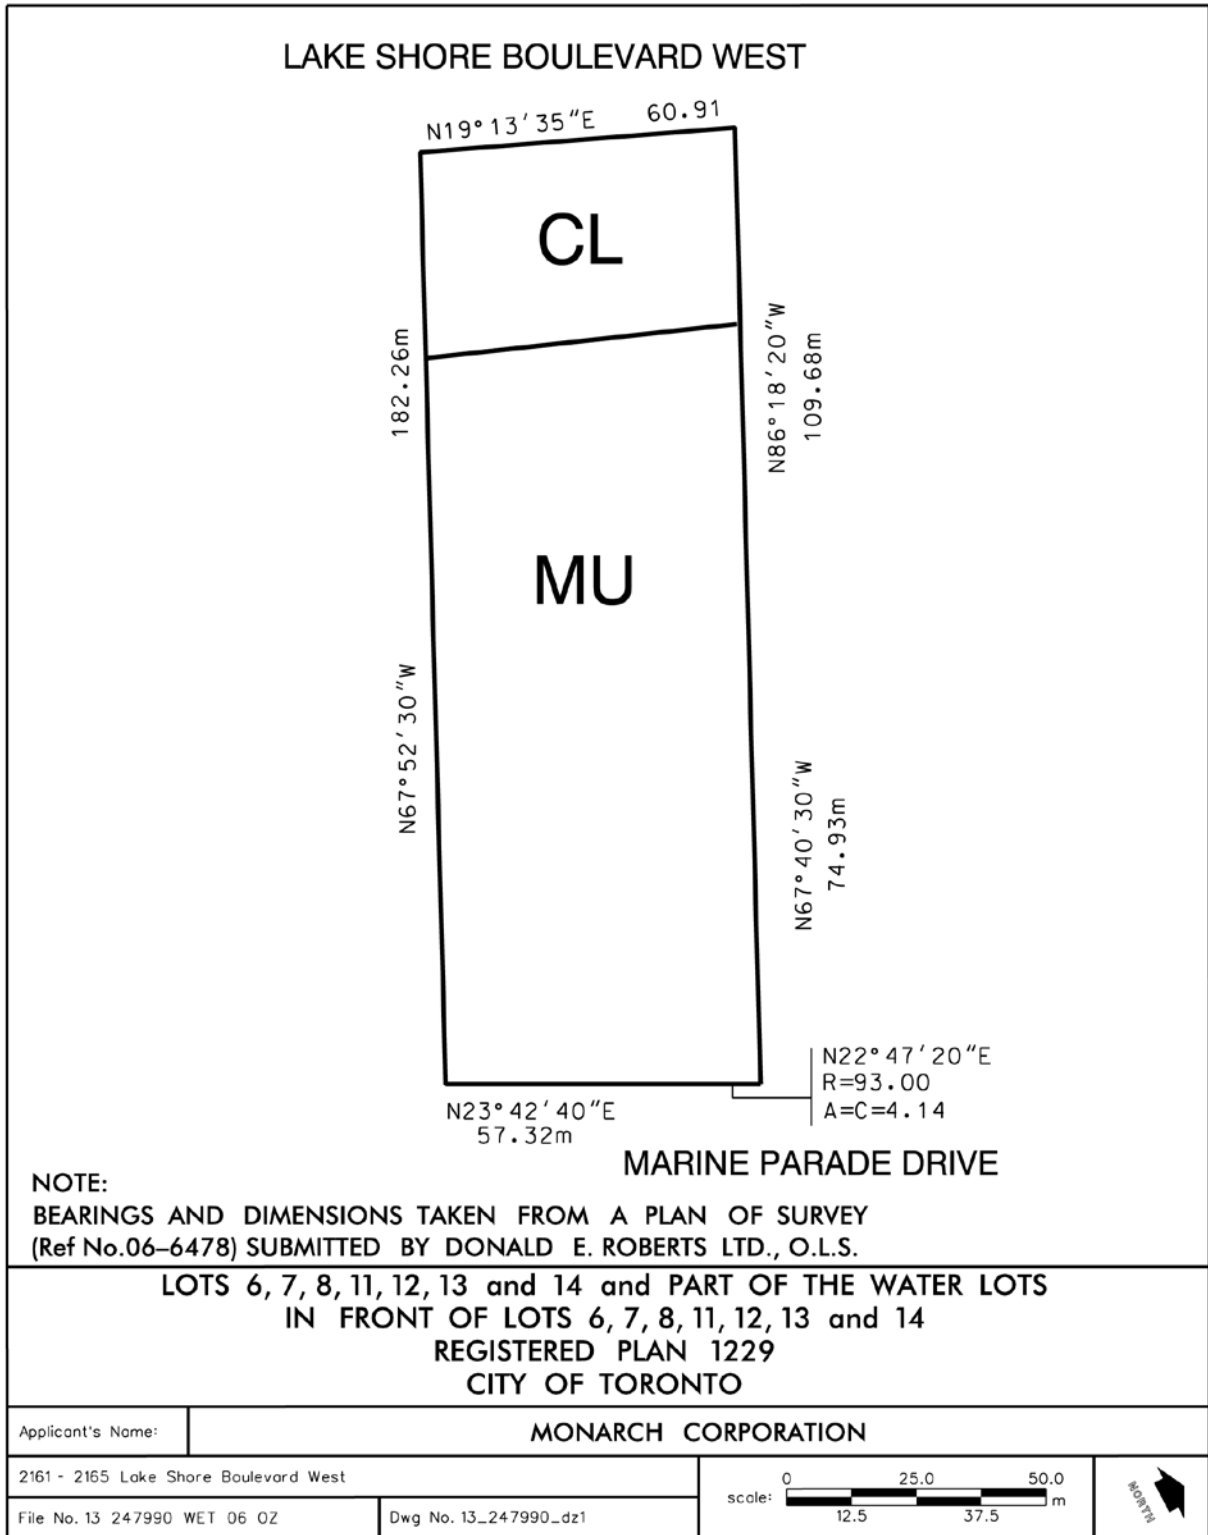 LAKE SHORE BOULEVARD WEST
N19°13'35"E 60.91
CL
182.26m
N86°18'20"W
109.68m
MU
N67°52'30"W
N67°40'30"W
74.93m
N22°47'20"E
R=93.00
A=C=4.14
N23°42'40"E
57.32m
MARINE PARADE DRIVE
NOTE:
BEARINGS AND DIMENSIONS TAKEN FROM A PLAN OF SURVEY
(Ref No.06–6478) SUBMITTED BY DONALD E. ROBERTS LTD., O.L.S.
LOTS 6, 7, 8, 11, 12, 13 and 14 and PART OF THE WATER LOTS
IN FRONT OF LOTS 6, 7, 8, 11, 12, 13 and 14
REGISTERED PLAN 1229
CITY OF TORONTO
Applicant's Name: MONARCH CORPORATION
2161 - 2165 Lake Shore Boulevard West
File No. 13 247990 WET 06 OZ
Dwg No. 13_247990_dz1
0 25.0 50.0
scale: m
12.5 37.5
NORTH